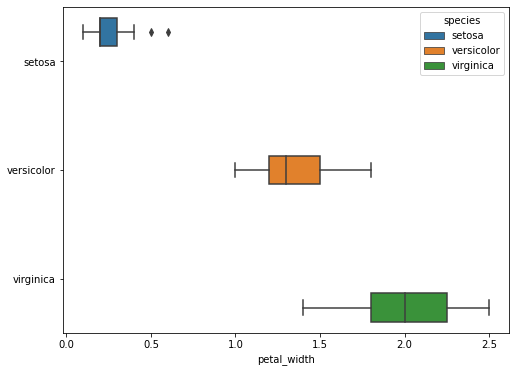 species
setosa
versicolor
virginica
setosa
versicolor
virginica
0.0 0.5 1.0 1.5 2.0 2.5
petal_width